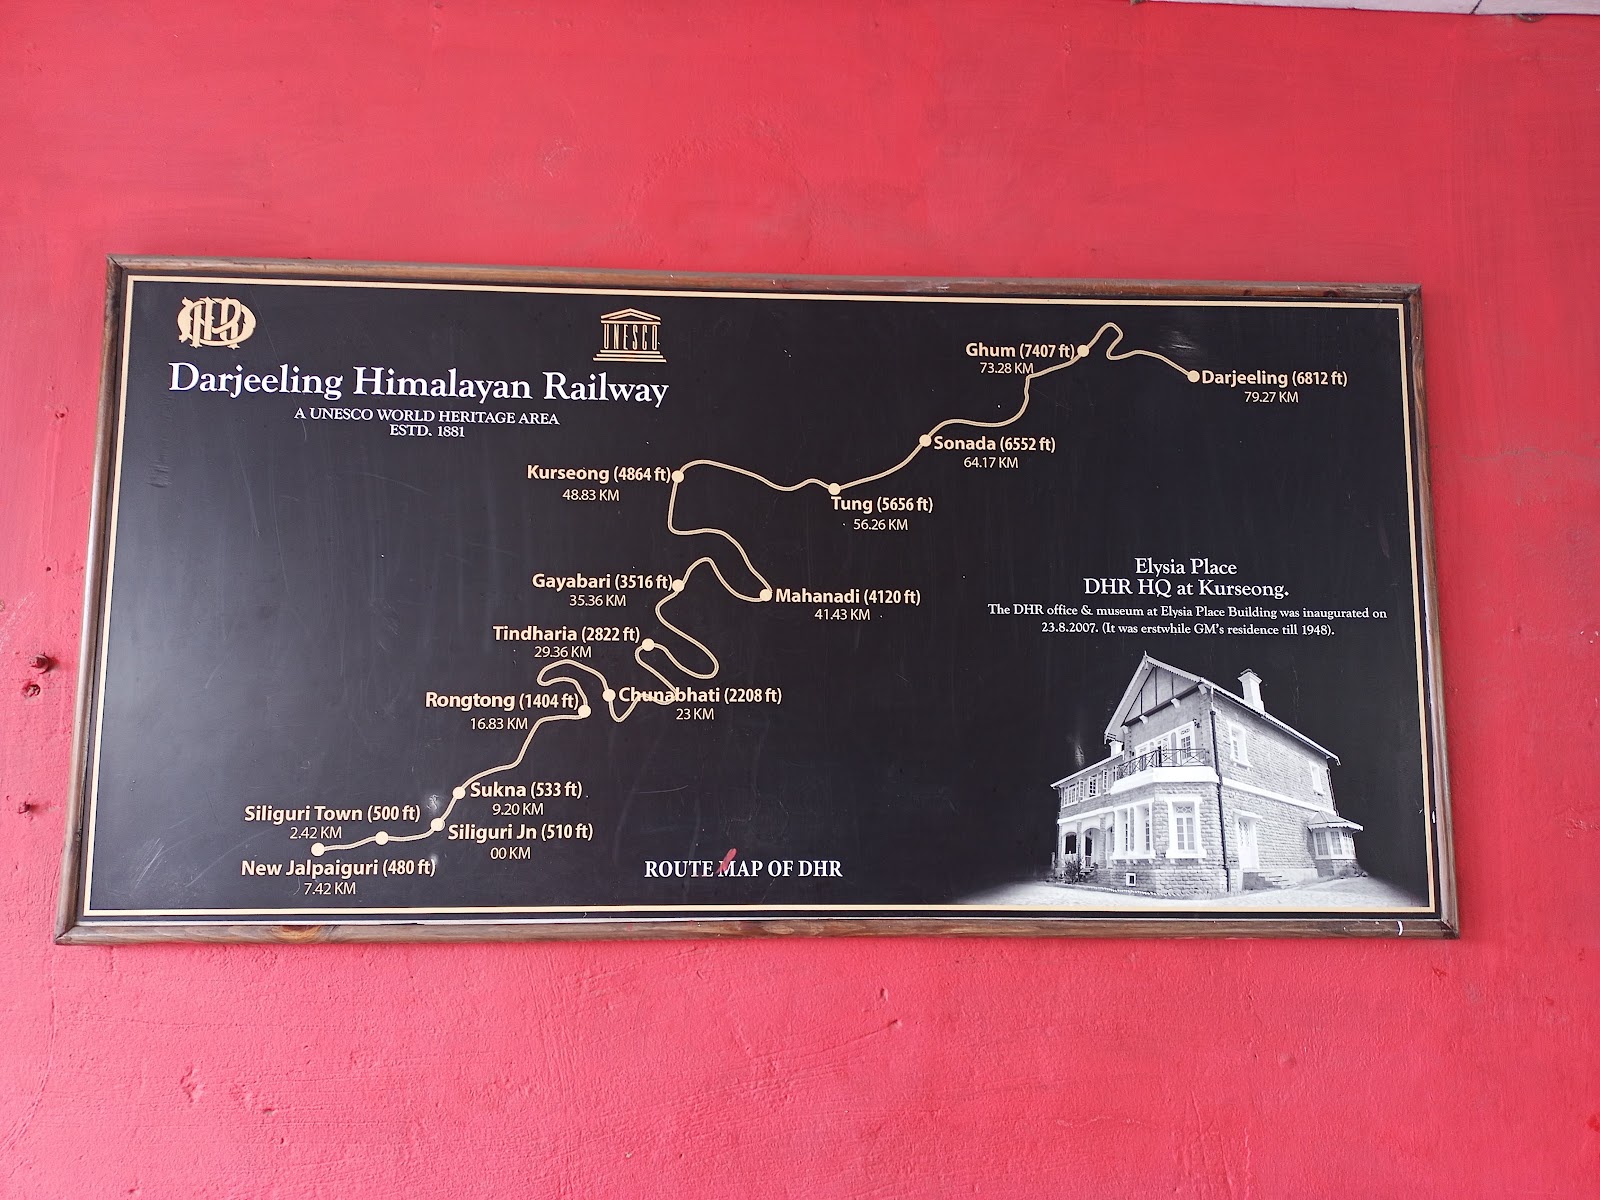 DHR
UNESCO
Darjeeling Himalayan Railway
A UNESCO WORLD HERITAGE AREA
ESTD. 1881
Ghum (7407 ft)
73.28 KM
Darjeeling (6812 ft)
79.27 KM
Sonada (6552 ft)
64.17 KM
Kurseong (4864 ft)
48.83 KM
Tung (5656 ft)
56.26 KM
Gayabari (3516 ft)
35.36 KM
Mahanadi (4120 ft)
41.43 KM
Tindharia (2822 ft)
29.36 KM
Rongtong (1404 ft)
16.83 KM
Chunabhati (2208 ft)
23 KM
Sukna (533 ft)
9.20 KM
Siliguri Town (500 ft)
2.42 KM
Siliguri Jn (510 ft)
00 KM
New Jalpaiguri (480 ft)
7.42 KM
ROUTE MAP OF DHR
Elysia Place
DHR HQ at Kurseong.
The DHR office & museum at Elysia Place Building was inaugurated on
23.8.2007. (It was erstwhile GM's residence till 1948).